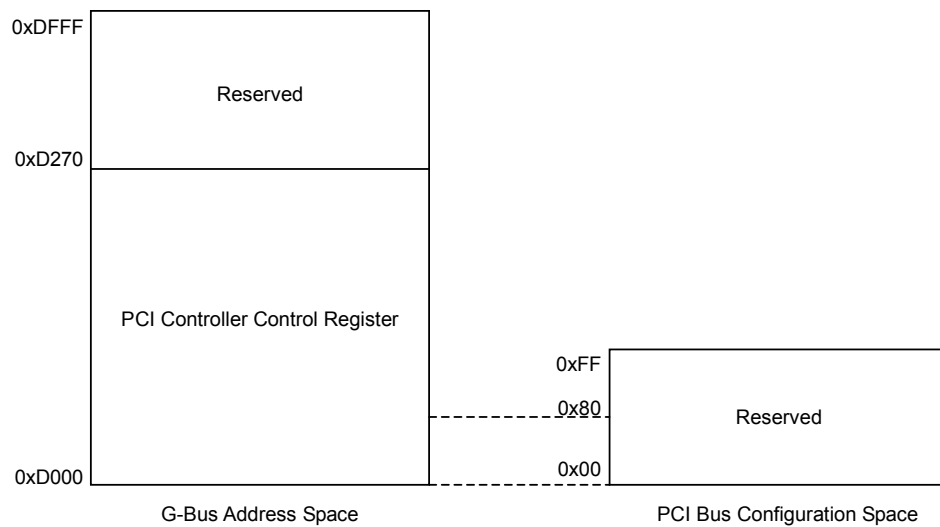 0xDFFF
Reserved
0xD270
PCI Controller Control Register
0xFF
0x80
Reserved
0x00
0xD000
G-Bus Address Space
PCI Bus Configuration Space